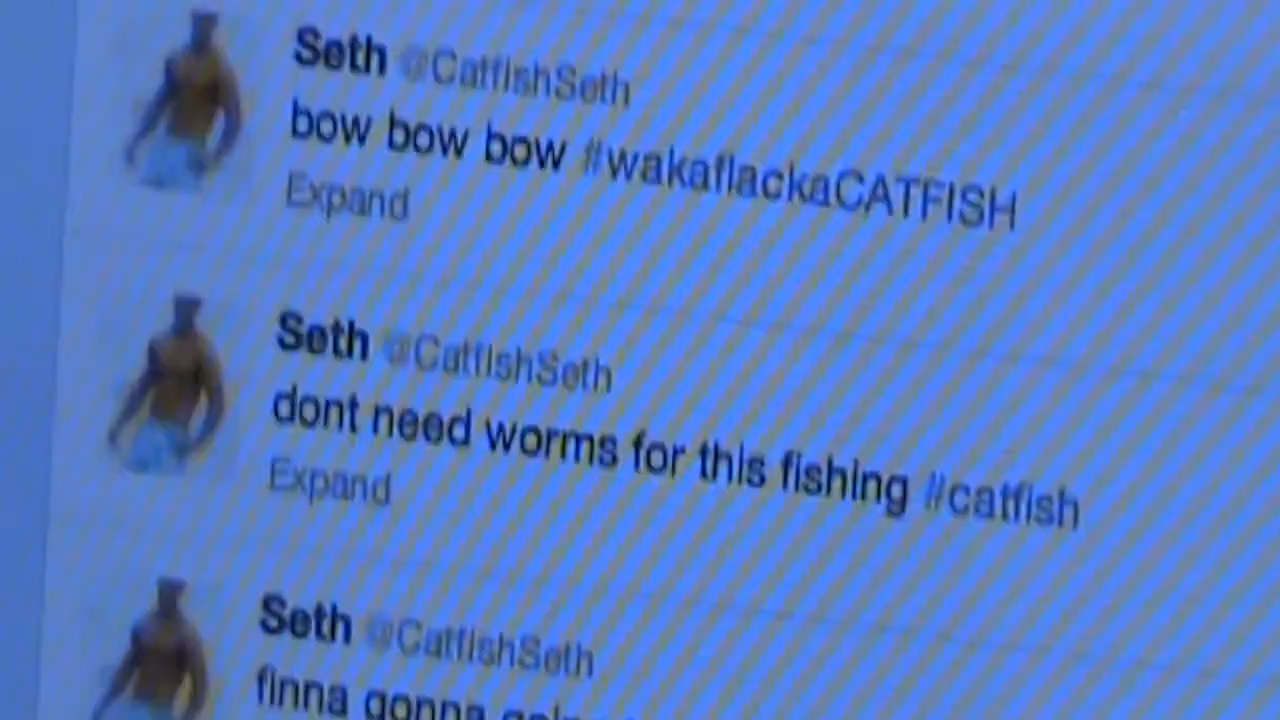 Seth @CatfishSeth
bow bow bow #wakaflackaCATFISH
Expand
Seth @CatfishSeth
dont need worms for this fishing #catfish
Expand
Seth @CatfishSeth
finna gonna